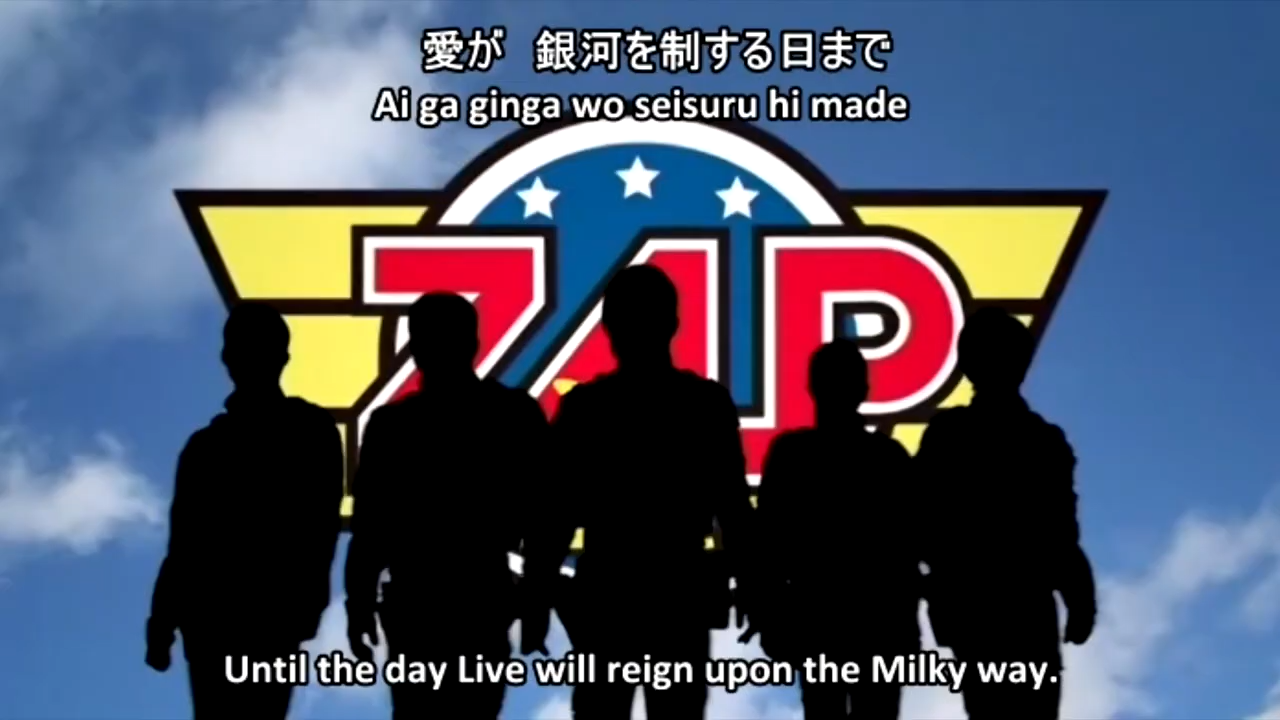 愛が　銀河を制する日まで
Ai ga ginga wo seisuru hi made
ZAP
Until the day Live will reign upon the Milky way.